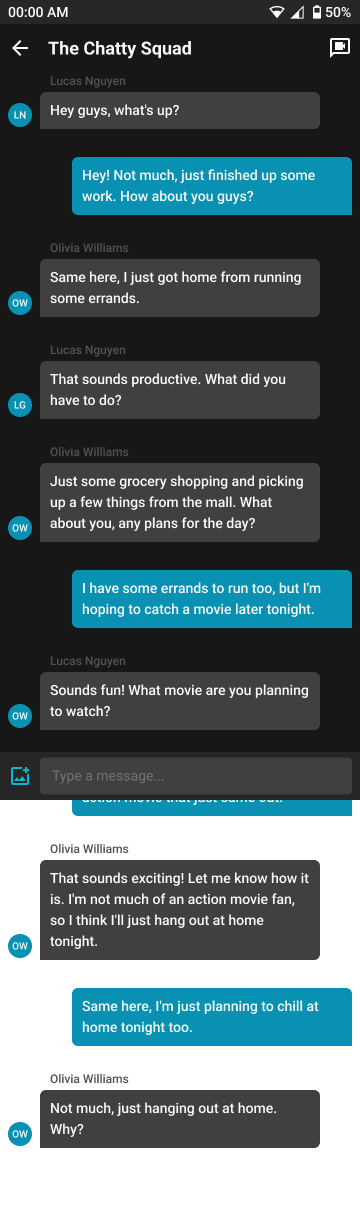 00:00 AM
50%
The Chatty Squad
Lucas Nguyen
LN
Hey guys, what's up?
Hey! Not much, just finished up some
work. How about you guys?
Olivia Williams
OW
Same here, I just got home from running
some errands.
Lucas Nguyen
LG
That sounds productive. What did you
have to do?
Olivia Williams
OW
Just some grocery shopping and picking
up a few things from the mall. What
about you, any plans for the day?
I have some errands to run too, but I'm
hoping to catch a movie later tonight.
Lucas Nguyen
OW
Sounds fun! What movie are you planning
to watch?
Type a message...
action movie that just came out.
Olivia Williams
OW
That sounds exciting! Let me know how it
is. I'm not much of an action movie fan,
so I think I'll just hang out at home
tonight.
Same here, I'm just planning to chill at
home tonight too.
Olivia Williams
OW
Not much, just hanging out at home.
Why?